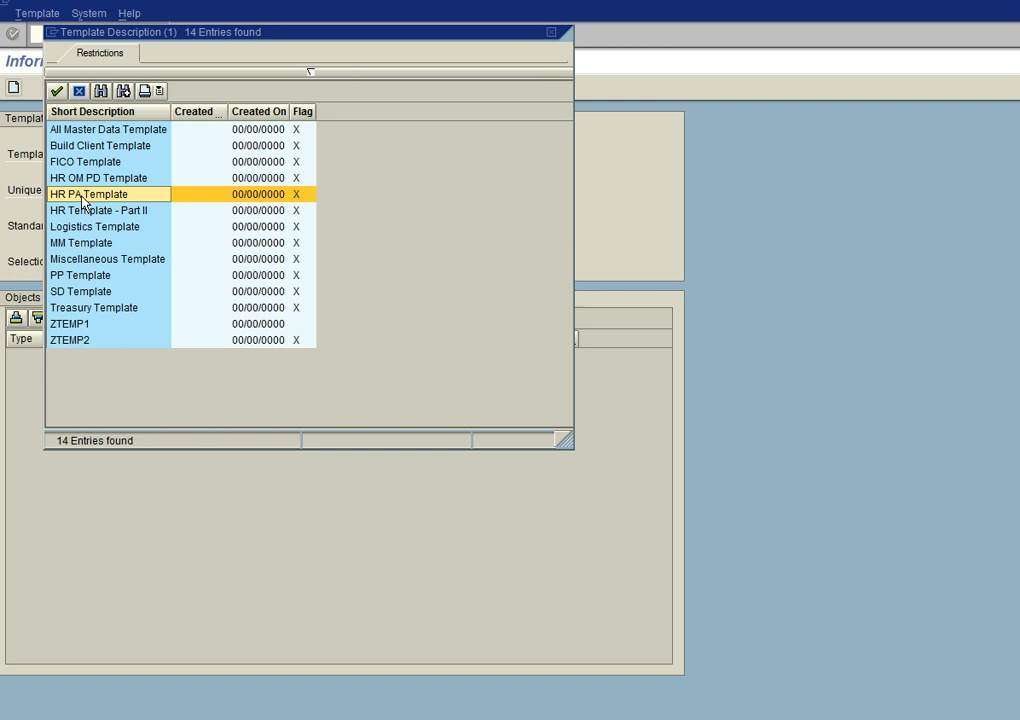 Template System Help
Template Description (1) 14 Entries found
Restrictions
Short Description Created ... Created On Flag
All Master Data Template 00/00/0000 X
Build Client Template 00/00/0000 X
FICO Template 00/00/0000 X
HR OM PD Template 00/00/0000 X
HR PA Template 00/00/0000 X
HR Template - Part II 00/00/0000 X
Logistics Template 00/00/0000 X
MM Template 00/00/0000 X
Miscellaneous Template 00/00/0000 X
PP Template 00/00/0000 X
SD Template 00/00/0000 X
Treasury Template 00/00/0000 X
ZTEMP1 00/00/0000
ZTEMP2 00/00/0000 X
14 Entries found
Unique
Objects
Type